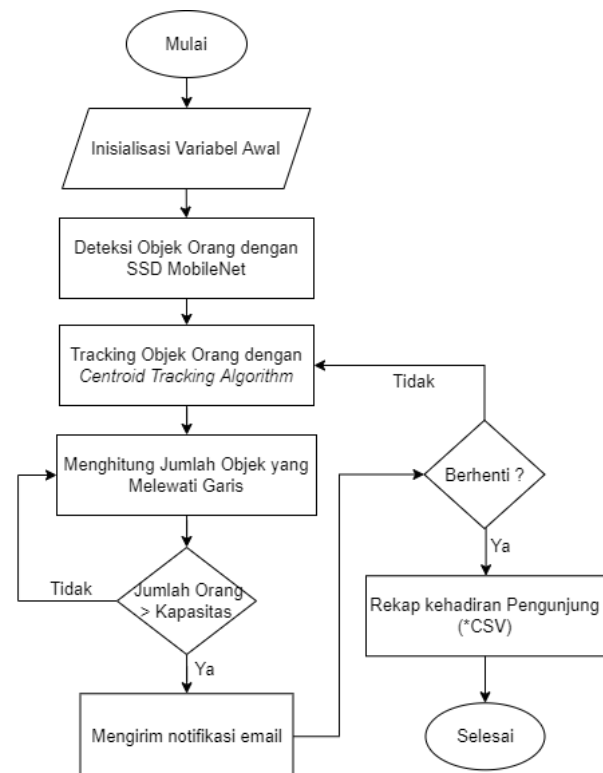 Mulai
Inisialisasi Variabel Awal
Deteksi Objek Orang dengan
SSD MobileNet
Tracking Objek Orang dengan
Centroid Tracking Algorithm
Tidak
Menghitung Jumlah Objek yang
Melewati Garis
Berhenti ?
Ya
Tidak
Jumlah Orang
> Kapasitas
Rekap kehadiran Pengunjung
(*CSV)
Ya
Mengirim notifikasi email
Selesai